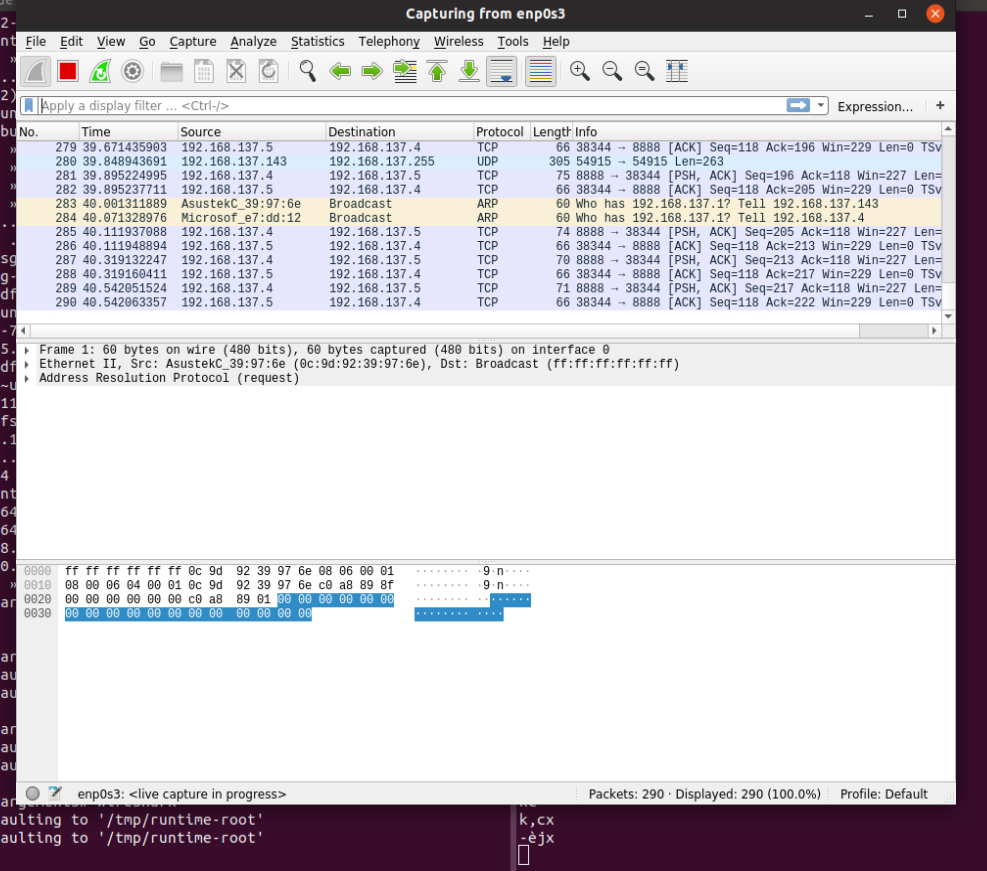 Capturing from enp0s3
File Edit View Go Capture Analyze Statistics Telephony Wireless Tools Help
Apply a display filter ... <Ctrl-/> Expression... +
No. Time Source Destination Protocol Length Info
279 39.671435903 192.168.137.5 192.168.137.4 TCP 66 38344 → 8888 [ACK] Seq=118 Ack=196 Win=229 Len=0 TSv
280 39.848943691 192.168.137.143 192.168.137.255 UDP 305 54915 → 54915 Len=263
281 39.895224995 192.168.137.4 192.168.137.5 TCP 75 8888 → 38344 [PSH, ACK] Seq=196 Ack=118 Win=227 Len=
282 39.895237711 192.168.137.5 192.168.137.4 TCP 66 38344 → 8888 [ACK] Seq=118 Ack=205 Win=229 Len=0 TSv
283 40.001311889 AsustekC_39:97:6e Broadcast ARP 60 Who has 192.168.137.1? Tell 192.168.137.143
284 40.071328976 Microsof_e7:dd:12 Broadcast ARP 60 Who has 192.168.137.1? Tell 192.168.137.4
285 40.111937088 192.168.137.4 192.168.137.5 TCP 74 8888 → 38344 [PSH, ACK] Seq=205 Ack=118 Win=227 Len=
286 40.111948894 192.168.137.5 192.168.137.4 TCP 66 38344 → 8888 [ACK] Seq=118 Ack=213 Win=229 Len=0 TSv
287 40.319132247 192.168.137.4 192.168.137.5 TCP 70 8888 → 38344 [PSH, ACK] Seq=213 Ack=118 Win=227 Len=
288 40.319160411 192.168.137.5 192.168.137.4 TCP 66 38344 → 8888 [ACK] Seq=118 Ack=217 Win=229 Len=0 TSv
289 40.542051524 192.168.137.4 192.168.137.5 TCP 71 8888 → 38344 [PSH, ACK] Seq=217 Ack=118 Win=227 Len=
290 40.542063357 192.168.137.5 192.168.137.4 TCP 66 38344 → 8888 [ACK] Seq=118 Ack=222 Win=229 Len=0 TSv
Frame 1: 60 bytes on wire (480 bits), 60 bytes captured (480 bits) on interface 0
Ethernet II, Src: AsustekC_39:97:6e (0c:9d:92:39:97:6e), Dst: Broadcast (ff:ff:ff:ff:ff:ff)
Address Resolution Protocol (request)
0000 ff ff ff ff ff ff 0c 9d 92 39 97 6e 08 06 00 01 ········ ·9·n····
0010 08 00 06 04 00 01 0c 9d 92 39 97 6e c0 a8 89 8f ········ ·9·n····
0020 00 00 00 00 00 00 c0 a8 89 01 00 00 00 00 00 00 ········ ········
0030 00 00 00 00 00 00 00 00 00 00 00 00 ········ ····
enp0s3: <live capture in progress> Packets: 290 · Displayed: 290 (100.0%) Profile: Default
aulting to '/tmp/runtime-root'
aulting to '/tmp/runtime-root'
k,cx
-èjx